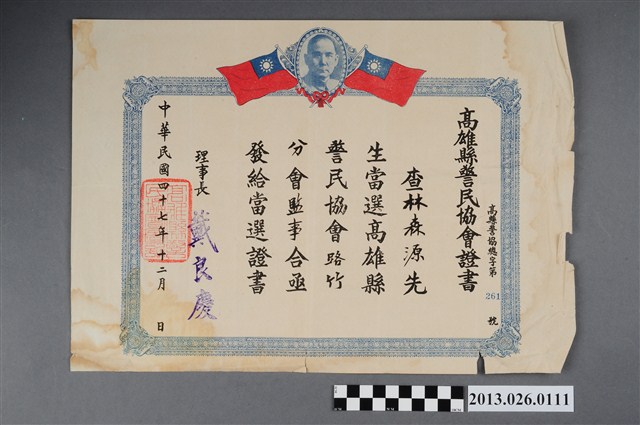 高雄縣警民協會證書
高縣警協總字第
261
號
查林森源先
生當選高雄縣
警民協會路竹
分會監事合亟
發給當選證書
理事長
戴良慶
中華民國四十七年十二月 日
2013.026.0111